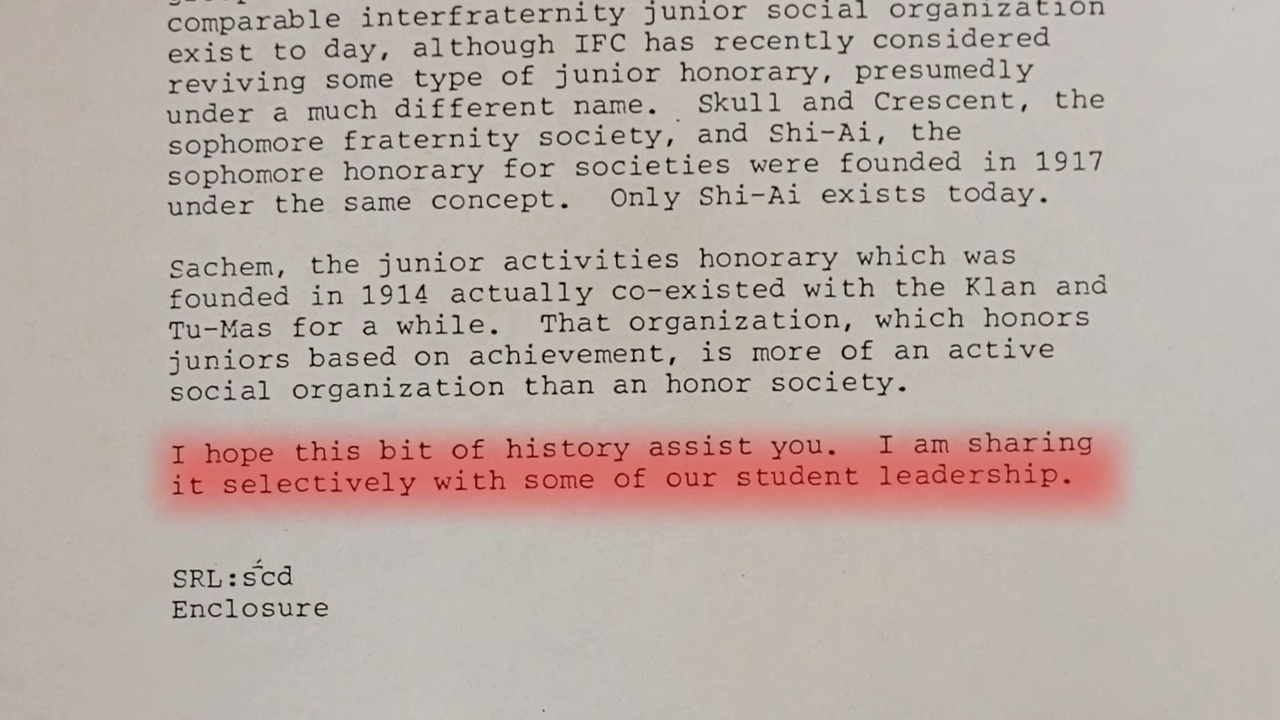 comparable interfraternity junior social organization
exist to day, although IFC has recently considered
reviving some type of junior honorary, presumedly
under a much different name. Skull and Crescent, the
sophomore fraternity society, and Shi-Ai, the
sophomore honorary for societies were founded in 1917
under the same concept. Only Shi-Ai exists today.
Sachem, the junior activities honorary which was
founded in 1914 actually co-existed with the Klan and
Tu-Mas for a while. That organization, which honors
juniors based on achievement, is more of an active
social organization than an honor society.
I hope this bit of history assist you. I am sharing
it selectively with some of our student leadership.
SRL:scd
Enclosure